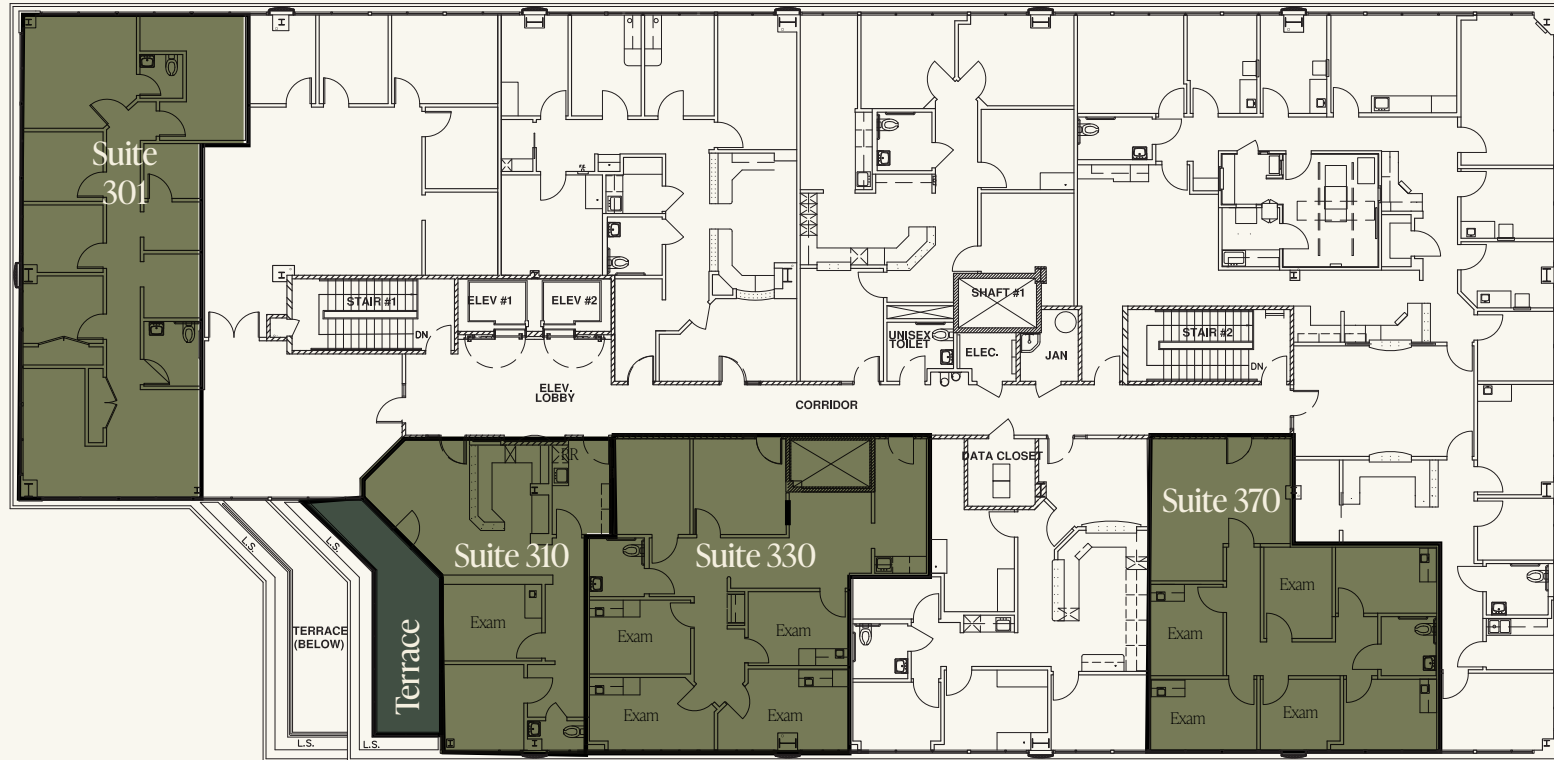 Suite
301
STAIR #1
DN
ELEV #1
ELEV #2
ELEV.
LOBBY
CORRIDOR
SHAFT #1
UNISEX
TOILET
ELEC.
JAN
STAIR #2
DN
RR
DATA CLOSET
Suite 310
Exam
Suite 330
Exam
Exam
Exam
Exam
Suite 370
Exam
Exam
Exam
Exam
L.S.
L.S.
TERRACE
(BELOW)
Terrace
L.S.
L.S.